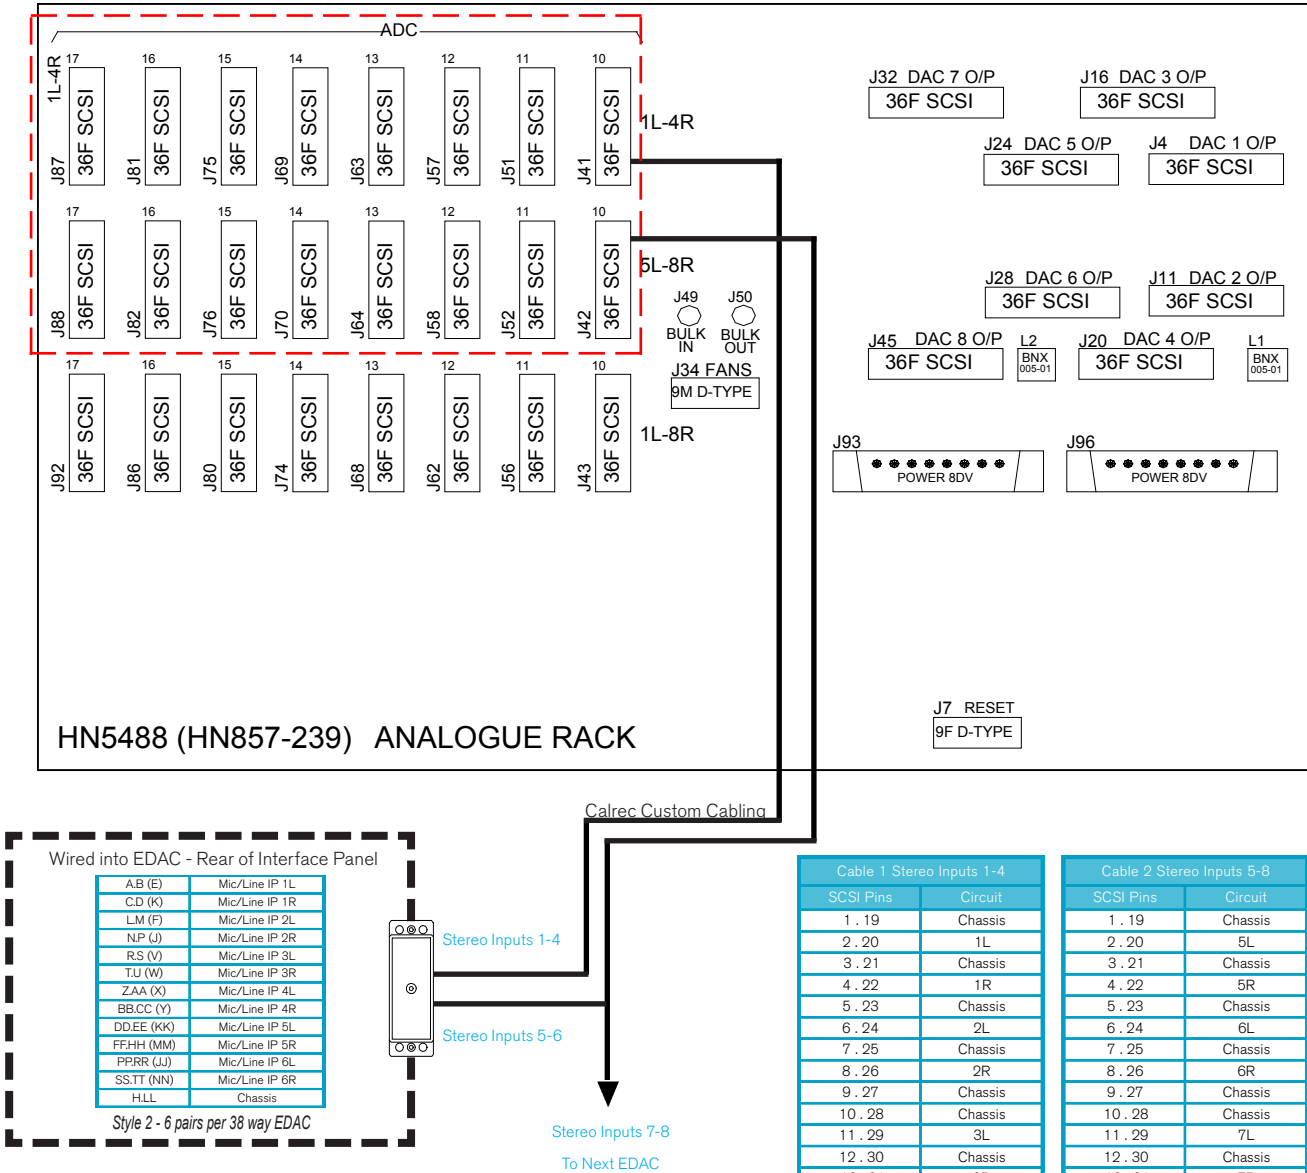 ADC
1L-4R
17 16 15 14 13 12 11 10
J87 36F SCSI J81 36F SCSI J75 36F SCSI J69 36F SCSI J63 36F SCSI J57 36F SCSI J51 36F SCSI J41 36F SCSI
1L-4R
17 16 15 14 13 12 11 10
J88 36F SCSI J82 36F SCSI J76 36F SCSI J70 36F SCSI J64 36F SCSI J58 36F SCSI J52 36F SCSI J42 36F SCSI
5L-8R
17 16 15 14 13 12 11 10
J92 36F SCSI J86 36F SCSI J80 36F SCSI J74 36F SCSI J68 36F SCSI J62 36F SCSI J56 36F SCSI J43 36F SCSI
1L-8R
J49 J50
BULK IN BULK OUT
J34 FANS
9M D-TYPE
J32 DAC 7 O/P
36F SCSI
J16 DAC 3 O/P
36F SCSI
J24 DAC 5 O/P
36F SCSI
J4 DAC 1 O/P
36F SCSI
J28 DAC 6 O/P
36F SCSI
J11 DAC 2 O/P
36F SCSI
J45 DAC 8 O/P
36F SCSI
L2
BNX
005-01
J20 DAC 4 O/P
36F SCSI
L1
BNX
005-01
J93
POWER 8DV
J96
POWER 8DV
J7 RESET
9F D-TYPE
HN5488 (HN857-239) ANALOGUE RACK
Calrec Custom Cabling
Wired into EDAC - Rear of Interface Panel
A.B (E) Mic/Line IP 1L
C.D (K) Mic/Line IP 1R
L.M (F) Mic/Line IP 2L
N.P (J) Mic/Line IP 2R
R.S (V) Mic/Line IP 3L
T.U (W) Mic/Line IP 3R
Z.AA (X) Mic/Line IP 4L
BB.CC (Y) Mic/Line IP 4R
DD.EE (KK) Mic/Line IP 5L
FF.HH (MM) Mic/Line IP 5R
PP.RR (JJ) Mic/Line IP 6L
SS.TT (NN) Mic/Line IP 6R
H.LL Chassis
Style 2 - 6 pairs per 38 way EDAC
Stereo Inputs 1-4
Stereo Inputs 5-6
Stereo Inputs 7-8
To Next EDAC
Cable 1 Stereo Inputs 1-4
SCSI Pins Circuit
1 . 19 Chassis
2 . 20 1L
3 . 21 Chassis
4 . 22 1R
5 . 23 Chassis
6 . 24 2L
7 . 25 Chassis
8 . 26 2R
9 . 27 Chassis
10 . 28 Chassis
11 . 29 3L
12 . 30 Chassis
Cable 2 Stereo Inputs 5-8
SCSI Pins Circuit
1 . 19 Chassis
2 . 20 5L
3 . 21 Chassis
4 . 22 5R
5 . 23 Chassis
6 . 24 6L
7 . 25 Chassis
8 . 26 6R
9 . 27 Chassis
10 . 28 Chassis
11 . 29 7L
12 . 30 Chassis